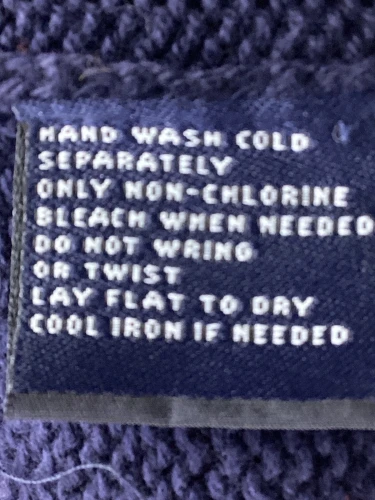 HAND WASH COLD
SEPARATELY
ONLY NON-CHLORINE
BLEACH WHEN NEEDED
DO NOT WRING
OR TWIST
LAY FLAT TO DRY
COOL IRON IF NEEDED